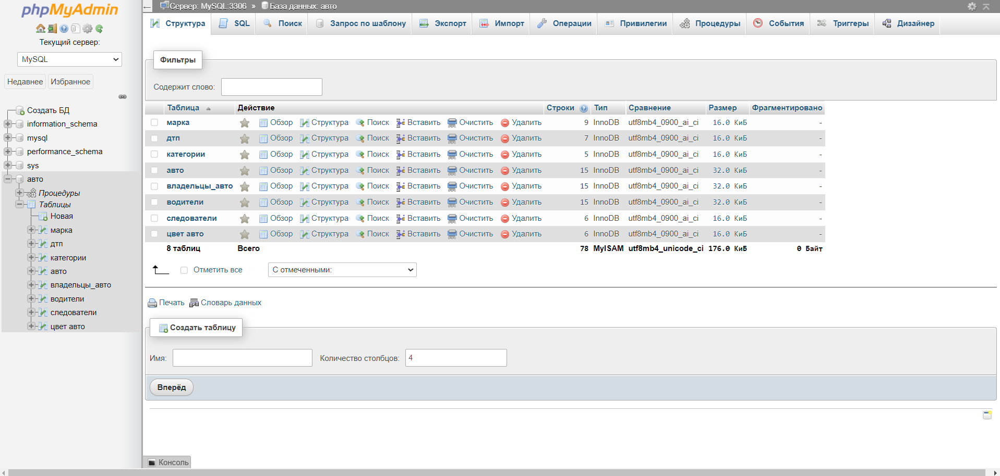 phpMyAdmin
Текущий сервер:
MySQL
Недавнее Избранное
Создать БД
information_schema
mysql
performance_schema
sys
авто
Процедуры
Таблицы
Новая
марка
дтп
категории
авто
владельцы_авто
водители
следователи
цвет авто
Сервер: MySQL:3306 » База данных: авто
Структура SQL Поиск Запрос по шаблону Экспорт Импорт Операции Привилегии Процедуры События Триггеры Дизайнер
Фильтры
Содержит слово:
Таблица Действие Строки Тип Сравнение Размер Фрагментировано
марка Обзор Структура Поиск Вставить Очистить Удалить 9 InnoDB utf8mb4_0900_ai_ci 16.0 КиБ -
дтп Обзор Структура Поиск Вставить Очистить Удалить 7 InnoDB utf8mb4_0900_ai_ci 16.0 КиБ -
категории Обзор Структура Поиск Вставить Очистить Удалить 5 InnoDB utf8mb4_0900_ai_ci 16.0 КиБ -
авто Обзор Структура Поиск Вставить Очистить Удалить 15 InnoDB utf8mb4_0900_ai_ci 32.0 КиБ -
владельцы_авто Обзор Структура Поиск Вставить Очистить Удалить 15 InnoDB utf8mb4_0900_ai_ci 32.0 КиБ -
водители Обзор Структура Поиск Вставить Очистить Удалить 15 InnoDB utf8mb4_0900_ai_ci 32.0 КиБ -
следователи Обзор Структура Поиск Вставить Очистить Удалить 6 InnoDB utf8mb4_0900_ai_ci 16.0 КиБ -
цвет авто Обзор Структура Поиск Вставить Очистить Удалить 6 InnoDB utf8mb4_0900_ai_ci 16.0 КиБ -
8 таблиц Всего 78 MyISAM utf8mb4_unicode_ci 176.0 КиБ 0 Байт
Отметить все С отмеченными:
Печать Словарь данных
Создать таблицу
Имя: Количество столбцов: 4
Вперёд
Консоль